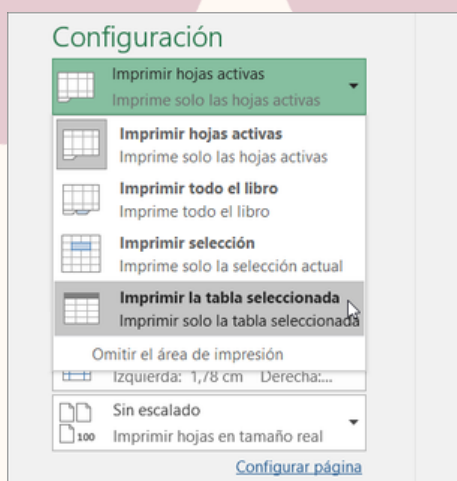 Configuración
Imprimir hojas activas
Imprime solo las hojas activas
Imprimir hojas activas
Imprime solo las hojas activas
Imprimir todo el libro
Imprime todo el libro
Imprimir selección
Imprime solo la selección actual
Imprimir la tabla seleccionada
Imprimir solo la tabla seleccionada
Omitir el área de impresión
Izquierda: 1,78 cm Derecha:...
Sin escalado
100 Imprimir hojas en tamaño real
Configurar página